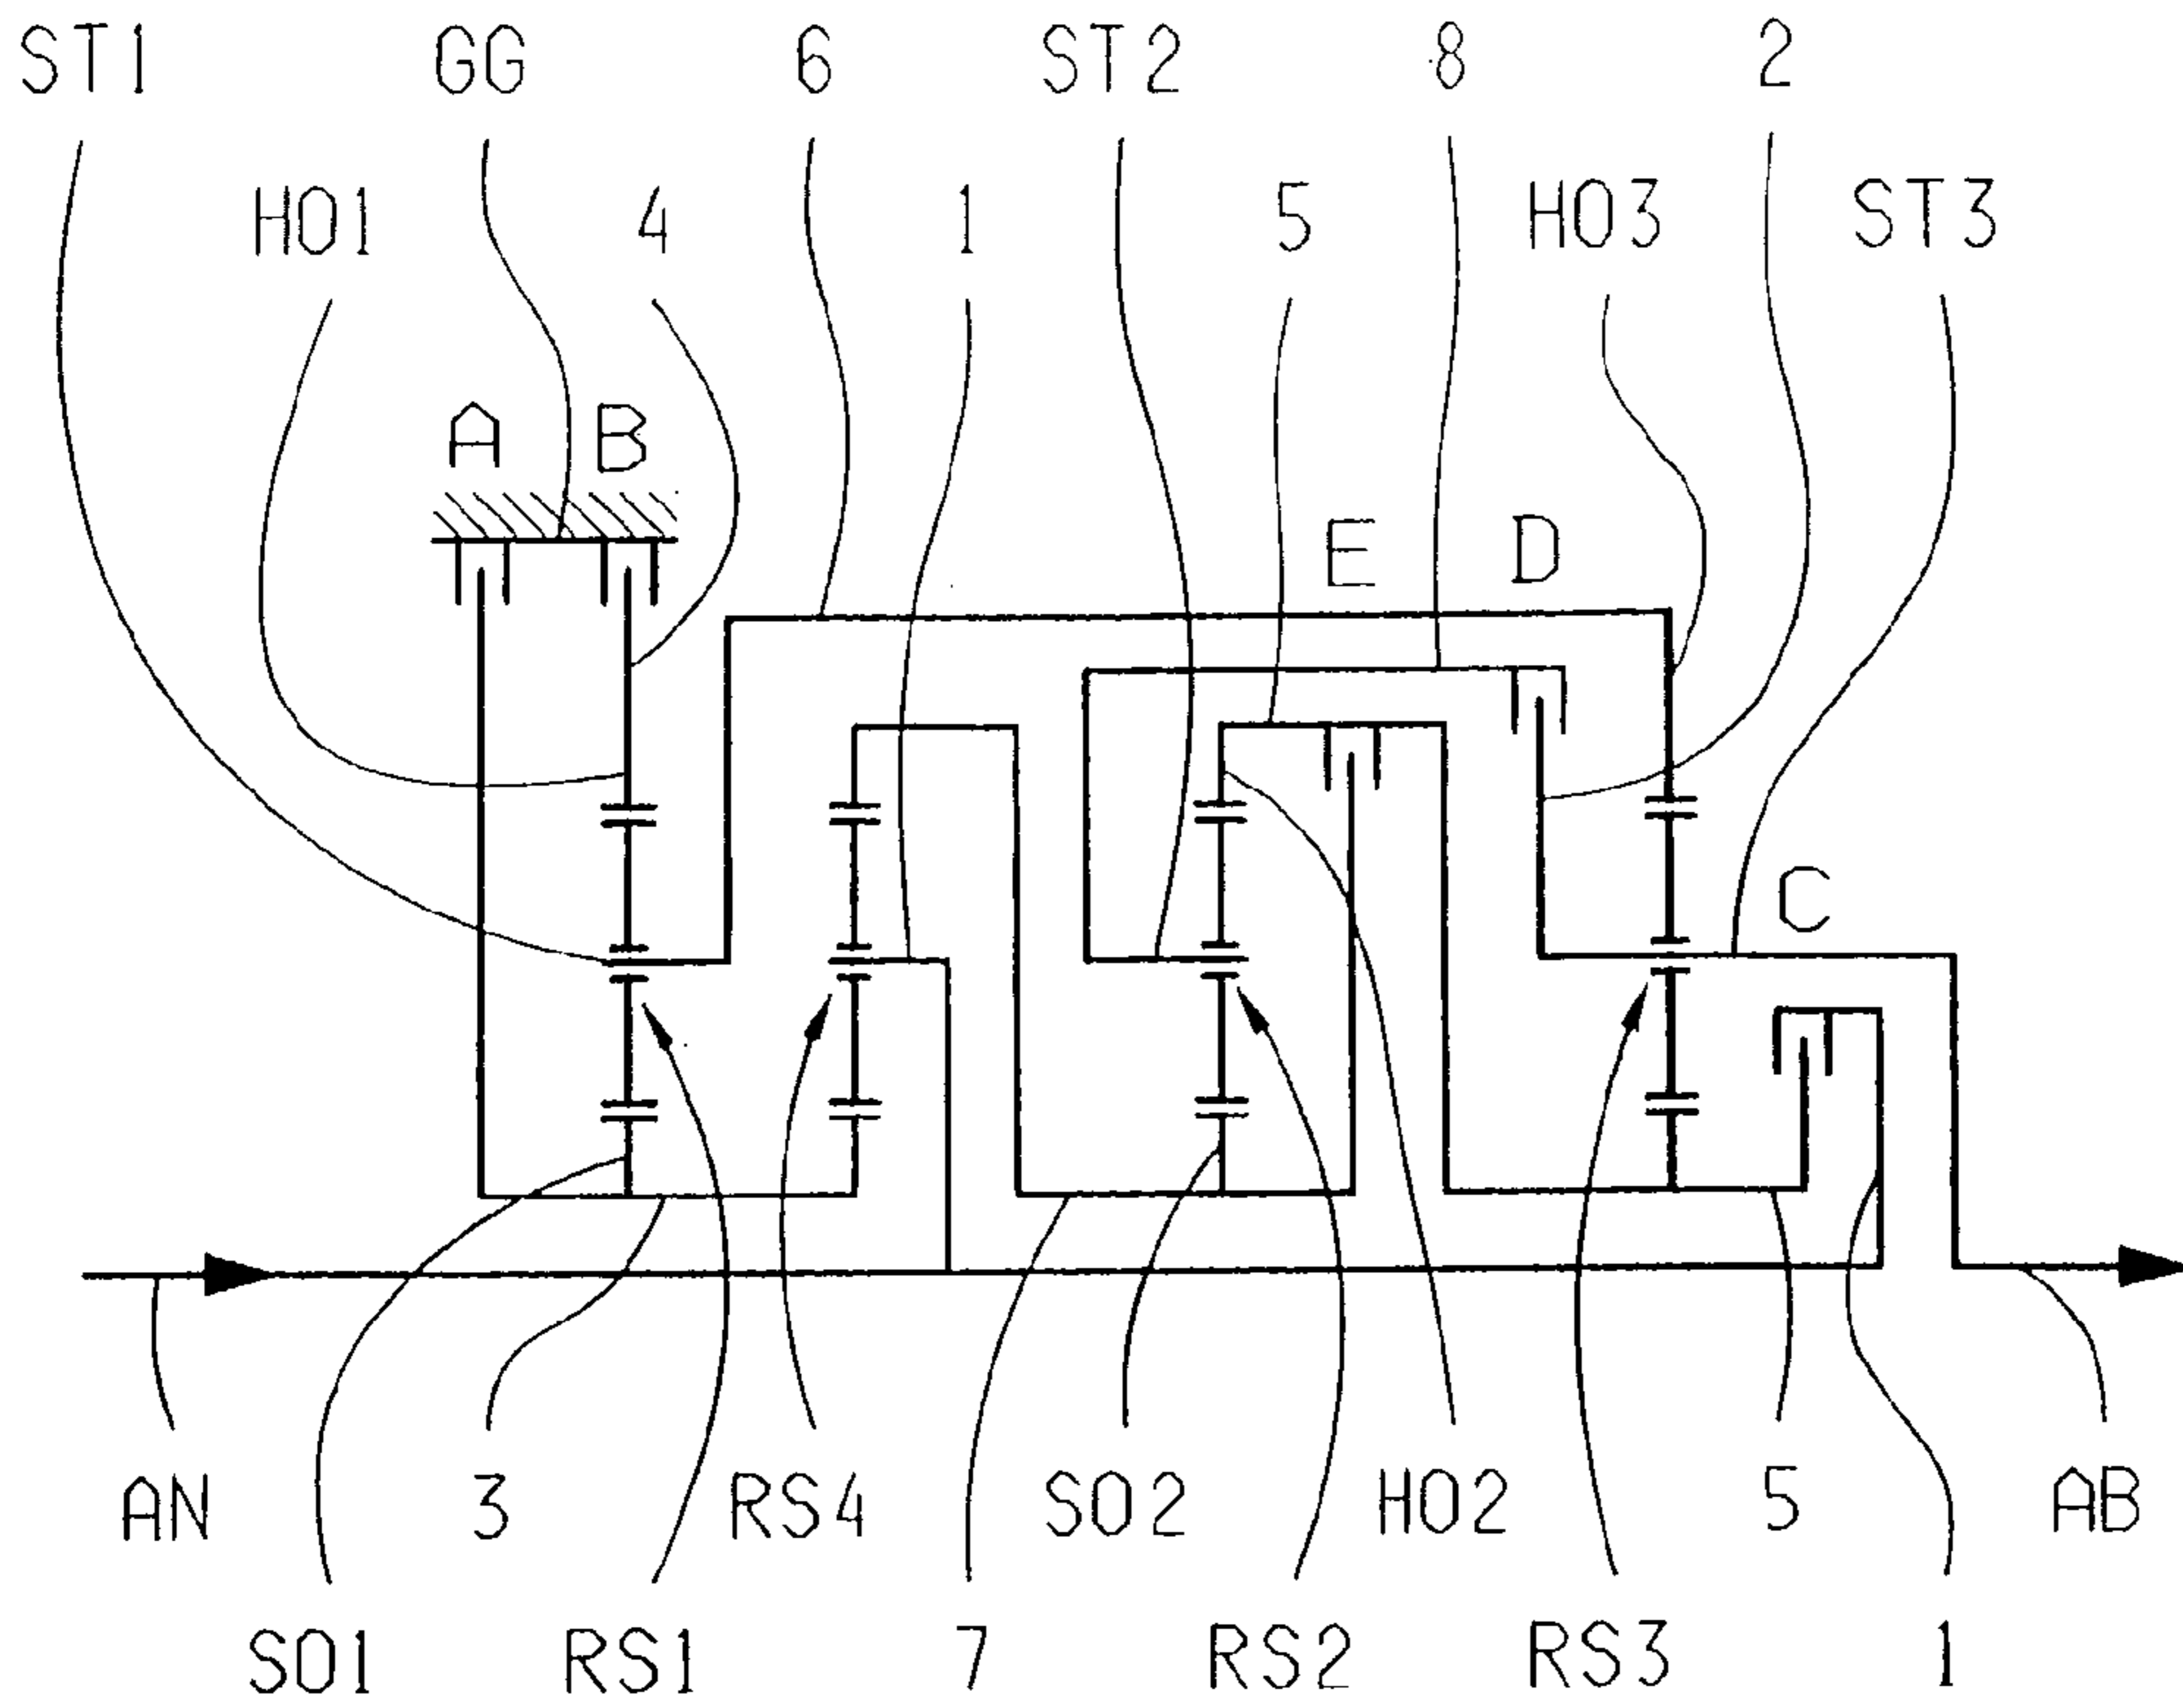 ST1 GG 6 ST2 8 2
HO1 4 1 5 HO3 ST3
A B
E D
C
AN 3 RS4 SO2 HO2 5 AB
SO1 RS1 7 RS2 RS3 1